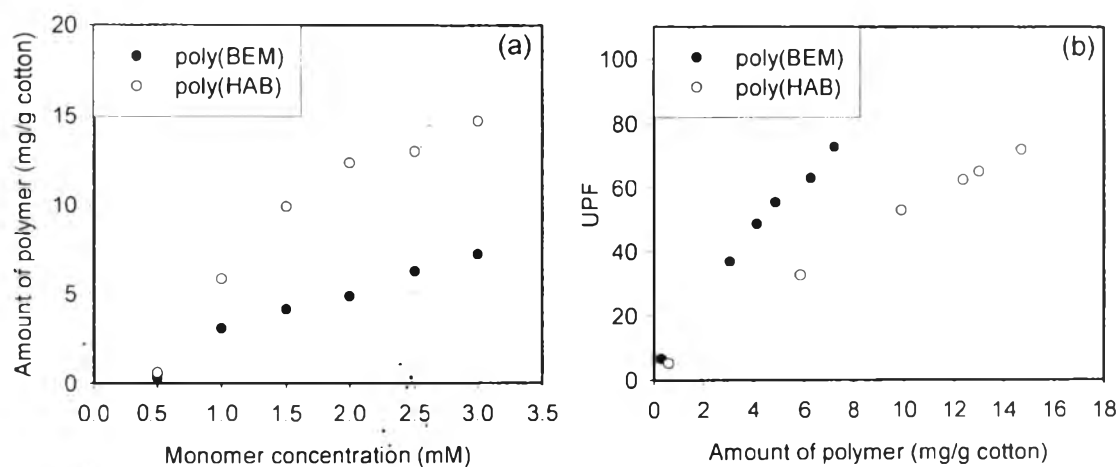 20
15
10
5
0
Amount of polymer (mg/g cotton)
poly(BEM)
poly(HAB)
(a)
0.0 0.5 1.0 1.5 2.0 2.5 3.0 3.5
Monomer concentration (mM)
100
80
60
40
20
0
UPF
poly(BEM)
poly(HAB)
(b)
0 2 4 6 8 10 12 14 16 18
Amount of polymer (mg/g cotton)